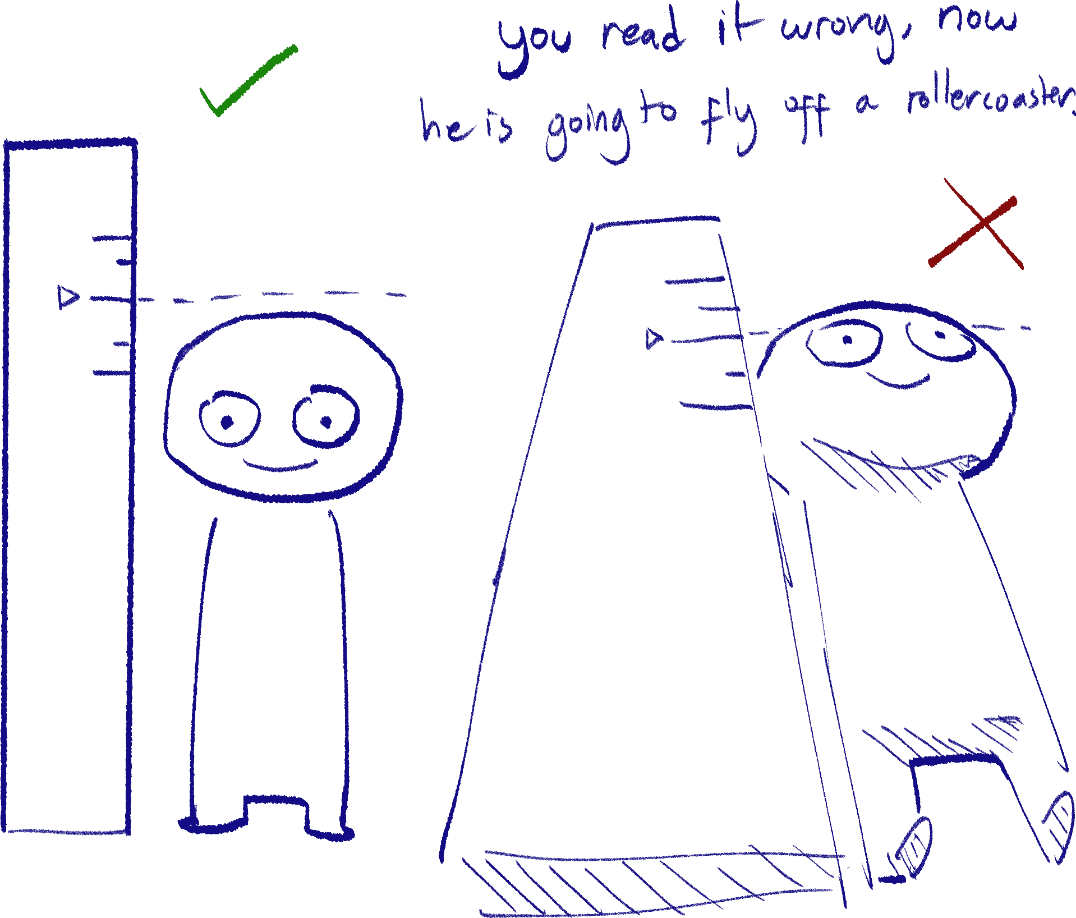 you read it wrong, now
he is going to fly off a rollercoaster.